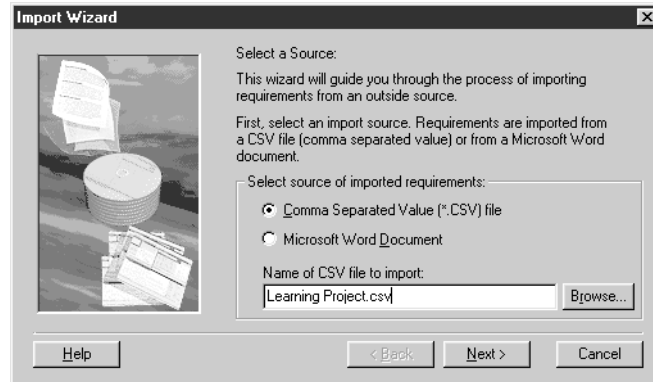 Import Wizard
Select a Source:
This wizard will guide you through the process of importing
requirements from an outside source.
First, select an import source. Requirements are imported from
a CSV file (comma separated value) or from a Microsoft Word
document.
Select source of imported requirements:
Comma Separated Value (*.CSV) file
Microsoft Word Document
Name of CSV file to import:
Learning Project.csv
Browse...
Help
< Back
Next >
Cancel